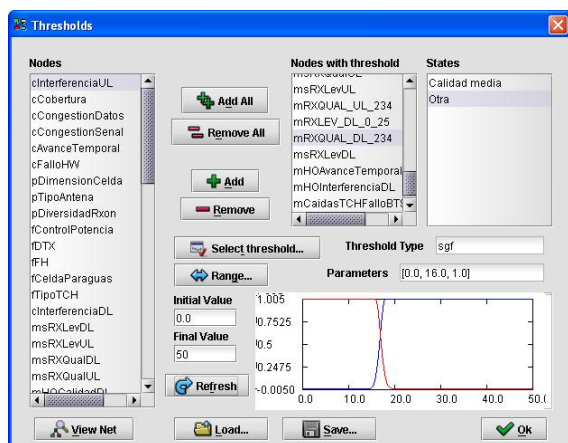 Thresholds
Nodes
cInterferenciaUL
cCobertura
cCongestionDatos
cCongestionSenal
cAvanceTemporal
cFalloHW
pDimensionCelda
pTipoAntena
pDiversidadRxon
fControlPotencia
fDTX
fFH
fCeldaParaguas
fTipoTCH
cInterferenciaDL
msRXLevDL
msRXLevUL
msRXQualDL
msRXQualUL
mHOCalidadDL
Add All
Remove All
Add
Remove
Nodes with threshold
msRXQualUL
msRXLevUL
mRXQUAL_UL_234
mRXLEV_DL_0_25
mRXQUAL_DL_234
msRXLevDL
mHOAvanceTemporal
mHOInterferenciaDL
mCaidasTCHFalloBTS
States
Calidad media
Otra
Select threshold...
Threshold Type
sgf
Range...
Parameters
[0.0, 16.0, 1.0]
Initial Value
0.0
Final Value
50
Refresh
1.005
0.7525
0.5
0.2475
-0.0050
0.0 10.0 20.0 30.0 40.0 50.0
View Net
Load...
Save...
Ok